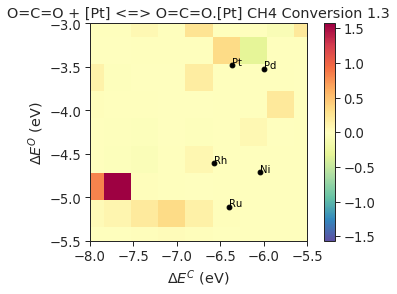 O=C=O + [Pt] <=> O=C=O.[Pt] CH4 Conversion 1.3
−3.0
−3.5
−4.0
−4.5
−5.0
−5.5
ΔE^O (eV)
Pt
Pd
Rh
Ni
Ru
−8.0 −7.5 −7.0 −6.5 −6.0 −5.5
ΔE^C (eV)
1.5
1.0
0.5
0.0
−0.5
−1.0
−1.5